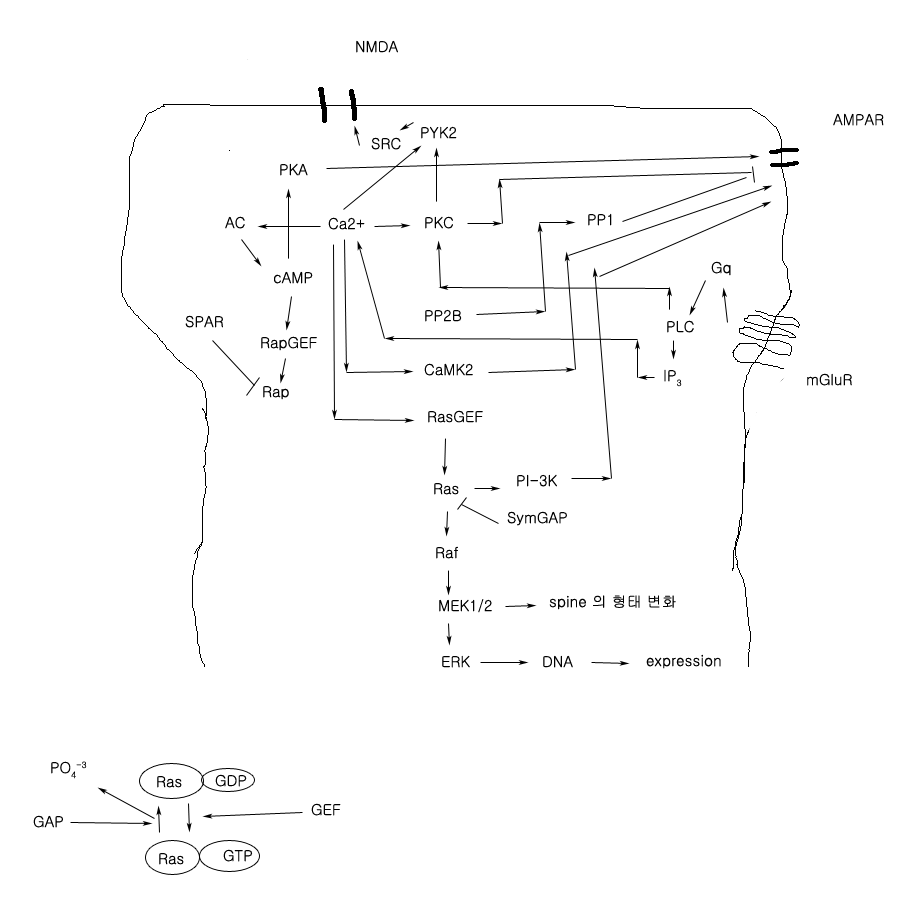 NMDA
AMPAR
PYK2
SRC
PKA
AC
Ca2+
PKC
PP1
cAMP
Gq
SPAR
PP2B
PLC
RapGEF
CaMK2
IP3
mGluR
Rap
RasGEF
Ras
PI-3K
SymGAP
Raf
MEK1/2
spine 의 형태 변화
ERK
DNA
expression
PO4-3
Ras
GDP
GAP
GEF
Ras
GTP